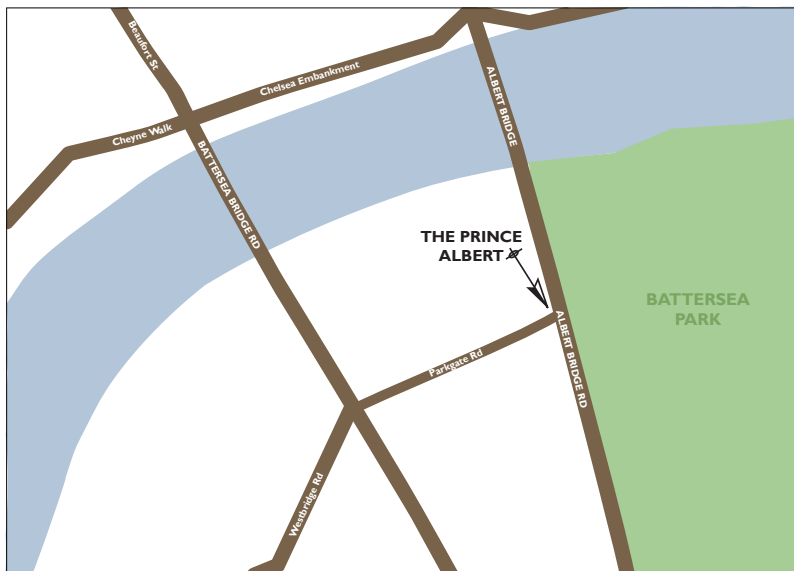 Beaufort St
Chelsea Embankment
Cheyne Walk
ALBERT BRIDGE
BATTERSEA BRIDGE RD
THE PRINCE
ALBERT
BATTERSEA
PARK
ALBERT BRIDGE RD
Parkgate Rd
Westbridge Rd